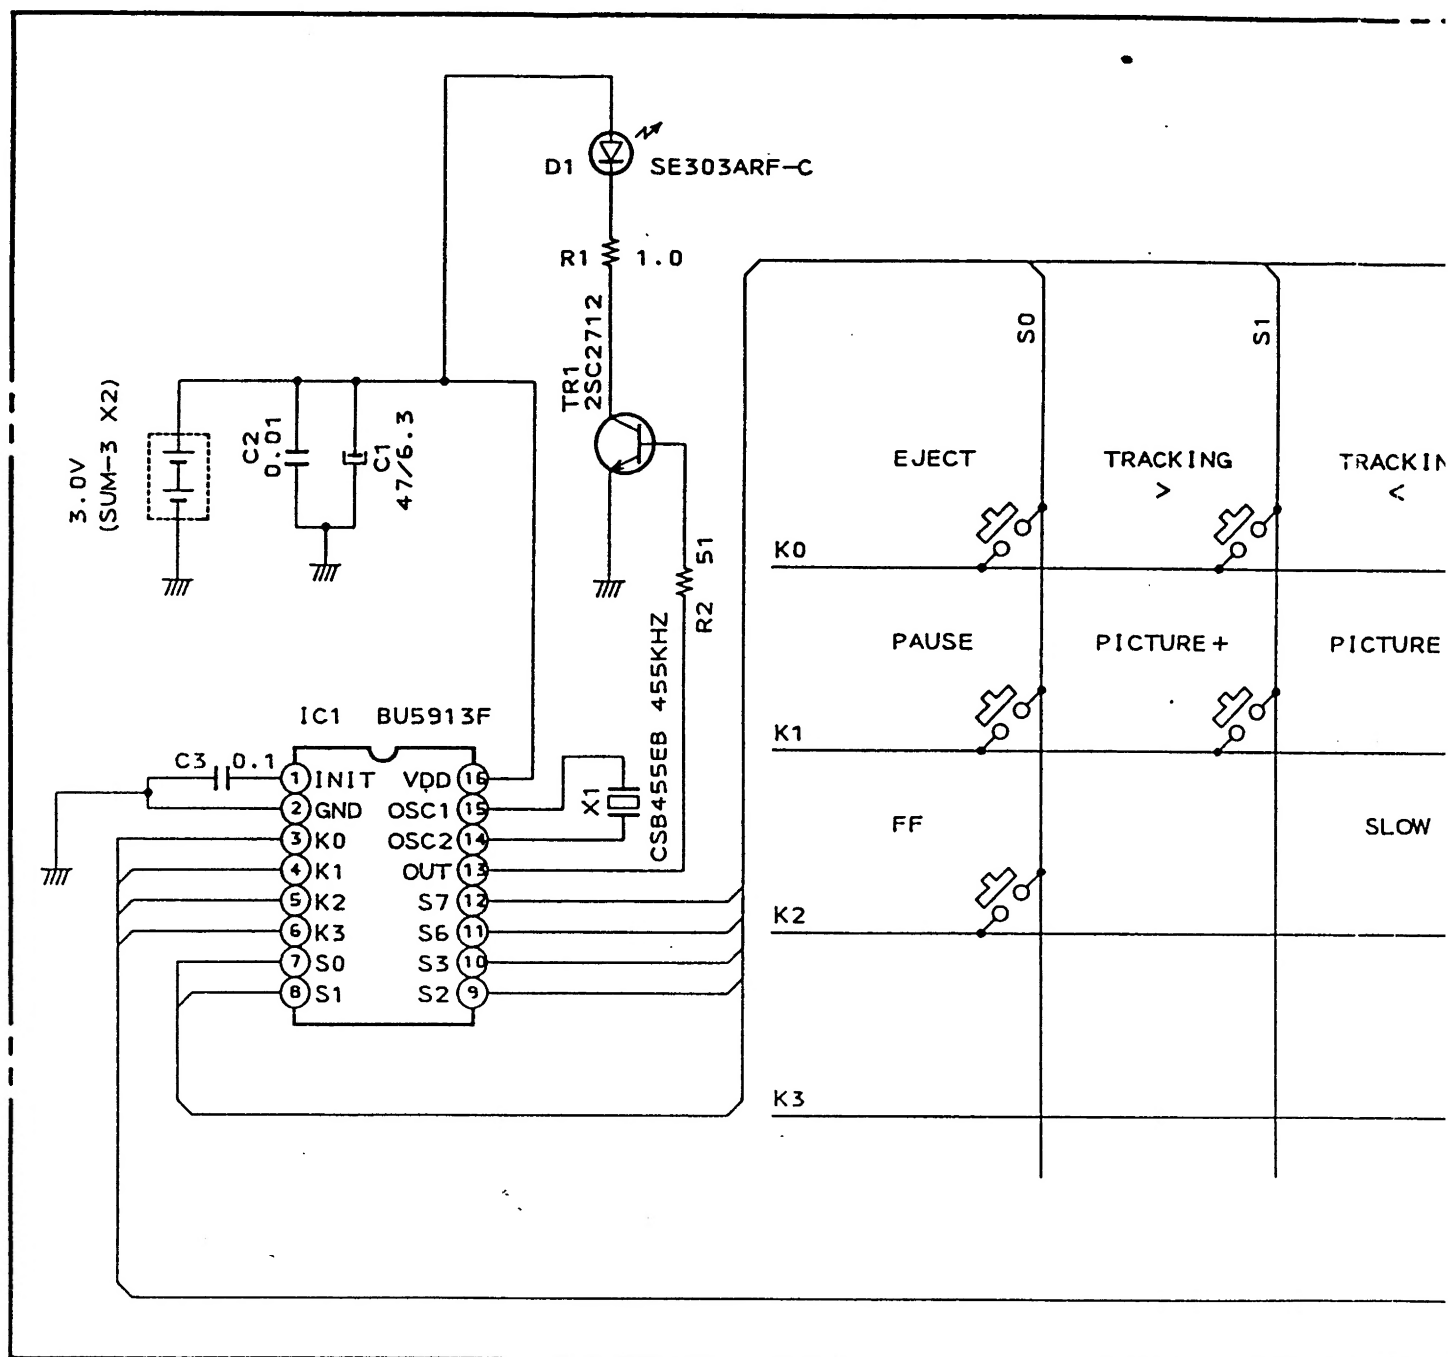 D1 SE303ARF-C
R1 1.0
TR1
2SC2712
S0
S1
3.0V
(SUM-3 X2)
C2
0.01
C1
47/6.3
EJECT
TRACKING
>
TRACKIN
<
K0
51
R2
PAUSE
PICTURE+
PICTURE
K1
CSB455EB 455KHZ
X1
IC1 BU5913F
C3 0.1
1 INIT VDD 16
2 GND OSC1 15
3 K0 OSC2 14
4 K1 OUT 13
5 K2 S7 12
6 K3 S6 11
7 S0 S3 10
8 S1 S2 9
FF
SLOW
K2
K3